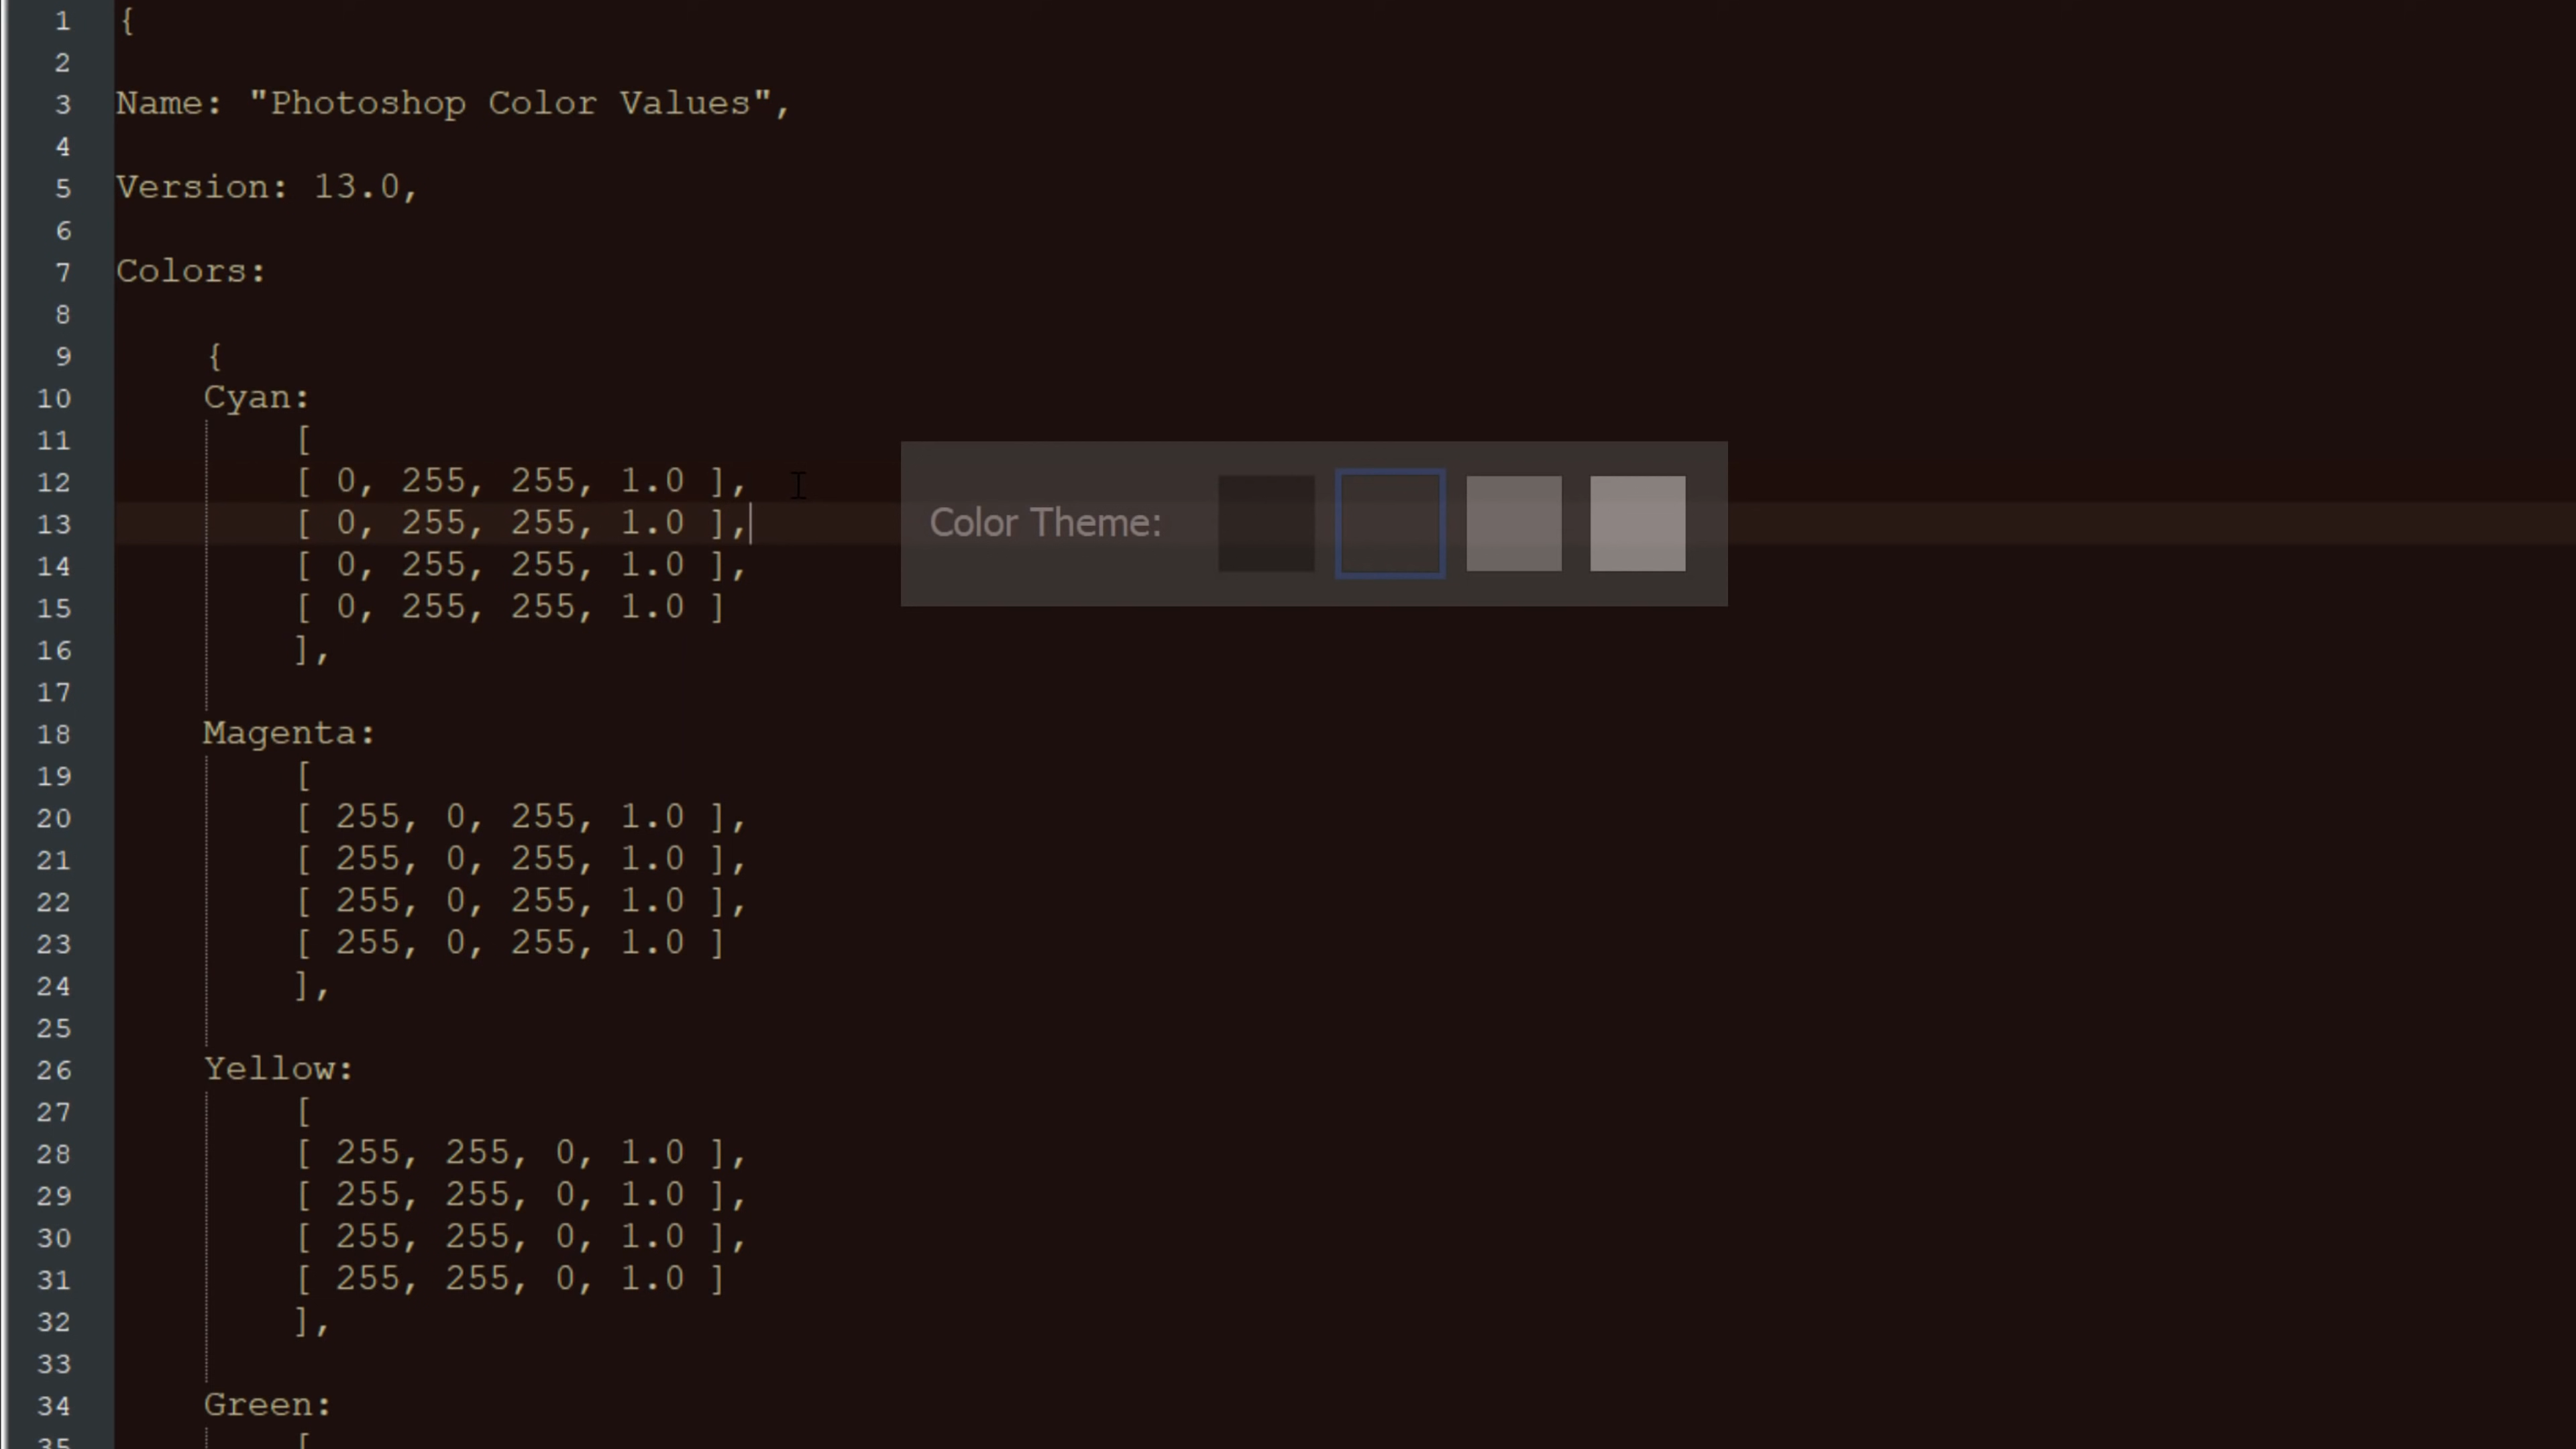 1 {
2
3 Name: "Photoshop Color Values",
4
5 Version: 13.0,
6
7 Colors:
8
9 {
10 Cyan:
11 [
12 [ 0, 255, 255, 1.0 ],
13 [ 0, 255, 255, 1.0 ],
Color Theme:
14 [ 0, 255, 255, 1.0 ],
15 [ 0, 255, 255, 1.0 ]
16 ],
17
18 Magenta:
19 [
20 [ 255, 0, 255, 1.0 ],
21 [ 255, 0, 255, 1.0 ],
22 [ 255, 0, 255, 1.0 ],
23 [ 255, 0, 255, 1.0 ]
24 ],
25
26 Yellow:
27 [
28 [ 255, 255, 0, 1.0 ],
29 [ 255, 255, 0, 1.0 ],
30 [ 255, 255, 0, 1.0 ],
31 [ 255, 255, 0, 1.0 ]
32 ],
33
34 Green:
35 [